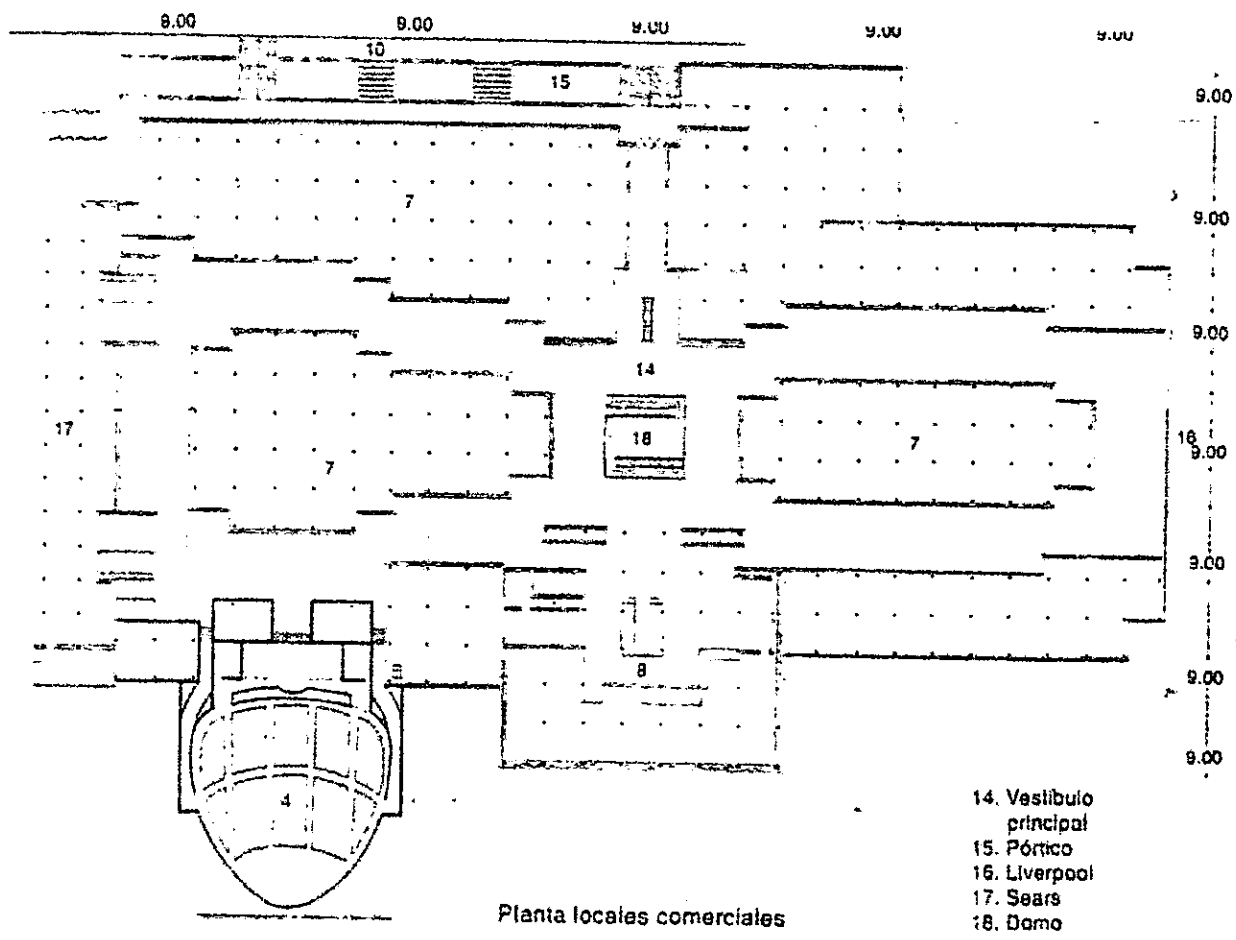 9.00 9.00 9.00 9.00 9.00
10
15
9.00
7
9.00
9.00
14
17
18
7
16
9.00
7
9.00
8
9.00
9.00
4
14. Vestíbulo
principal
15. Pórtico
16. Liverpool
17. Sears
18. Domo
Planta locales comerciales